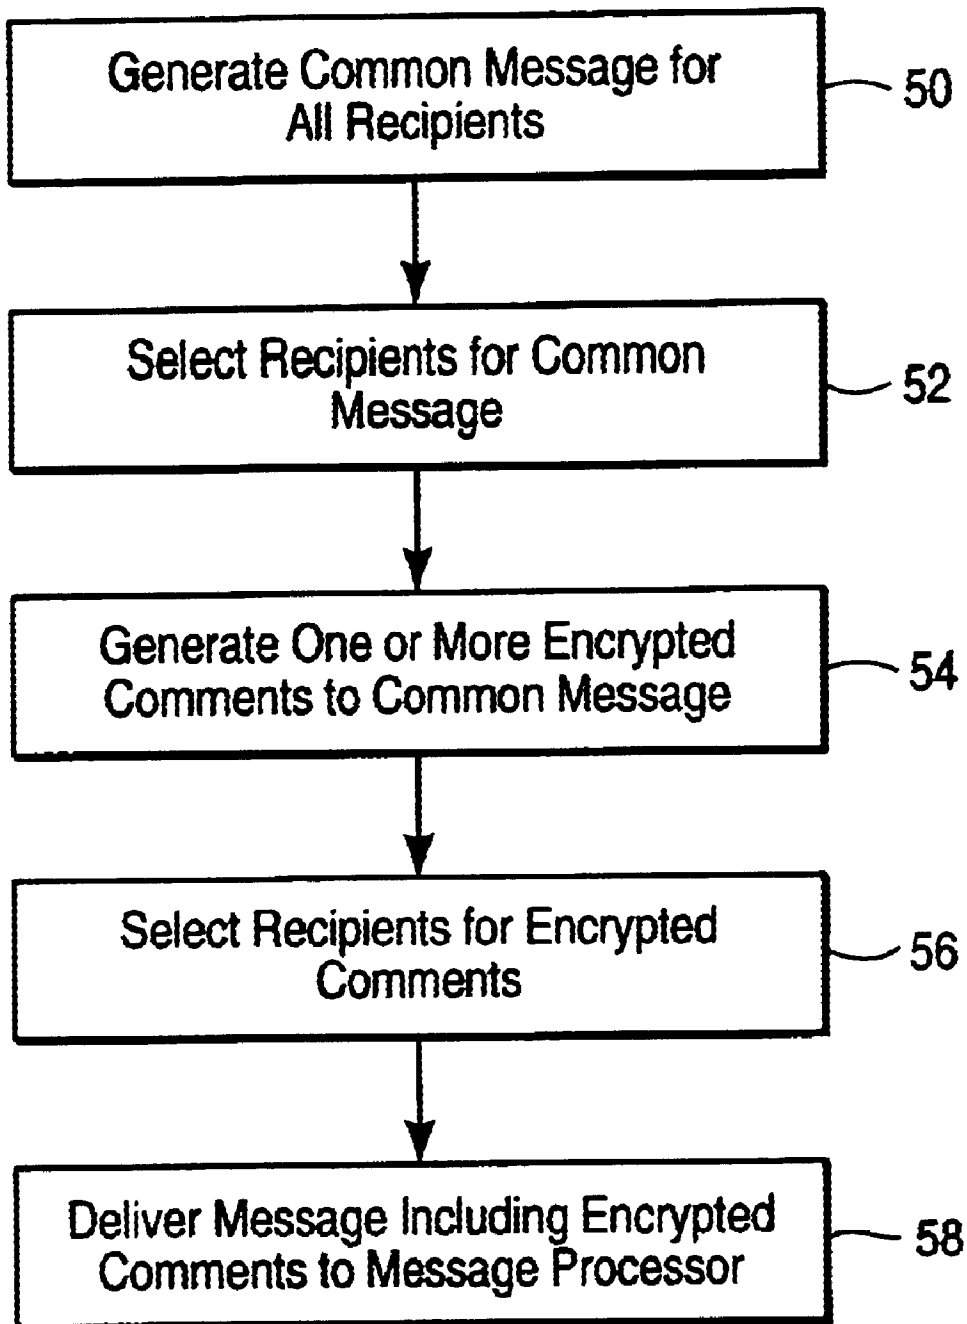 Generate Common Message for
All Recipients
50
Select Recipients for Common
Message
52
Generate One or More Encrypted
Comments to Common Message
54
Select Recipients for Encrypted
Comments
56
Deliver Message Including Encrypted
Comments to Message Processor
58